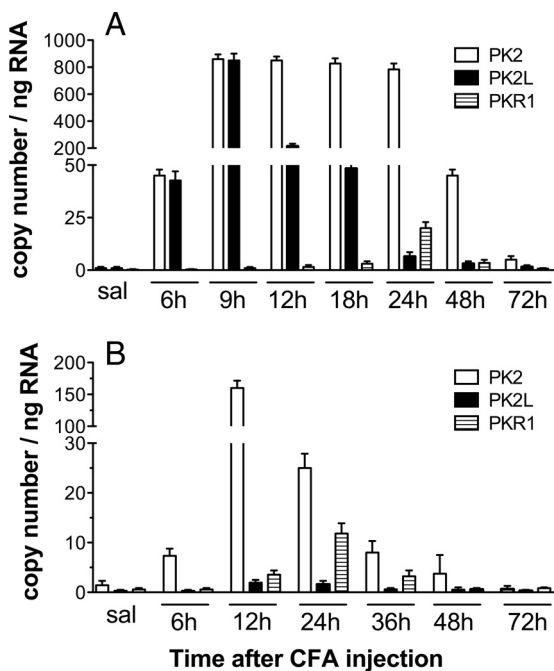 A
copy number / ng RNA
1000
800
600
400
200
50
25
0
PK2
PK2L
PKR1
sal 6h 9h 12h 18h 24h 48h 72h
B
copy number / ng RNA
200
150
100
30
20
10
0
PK2
PK2L
PKR1
sal 6h 12h 24h 36h 48h 72h
Time after CFA injection